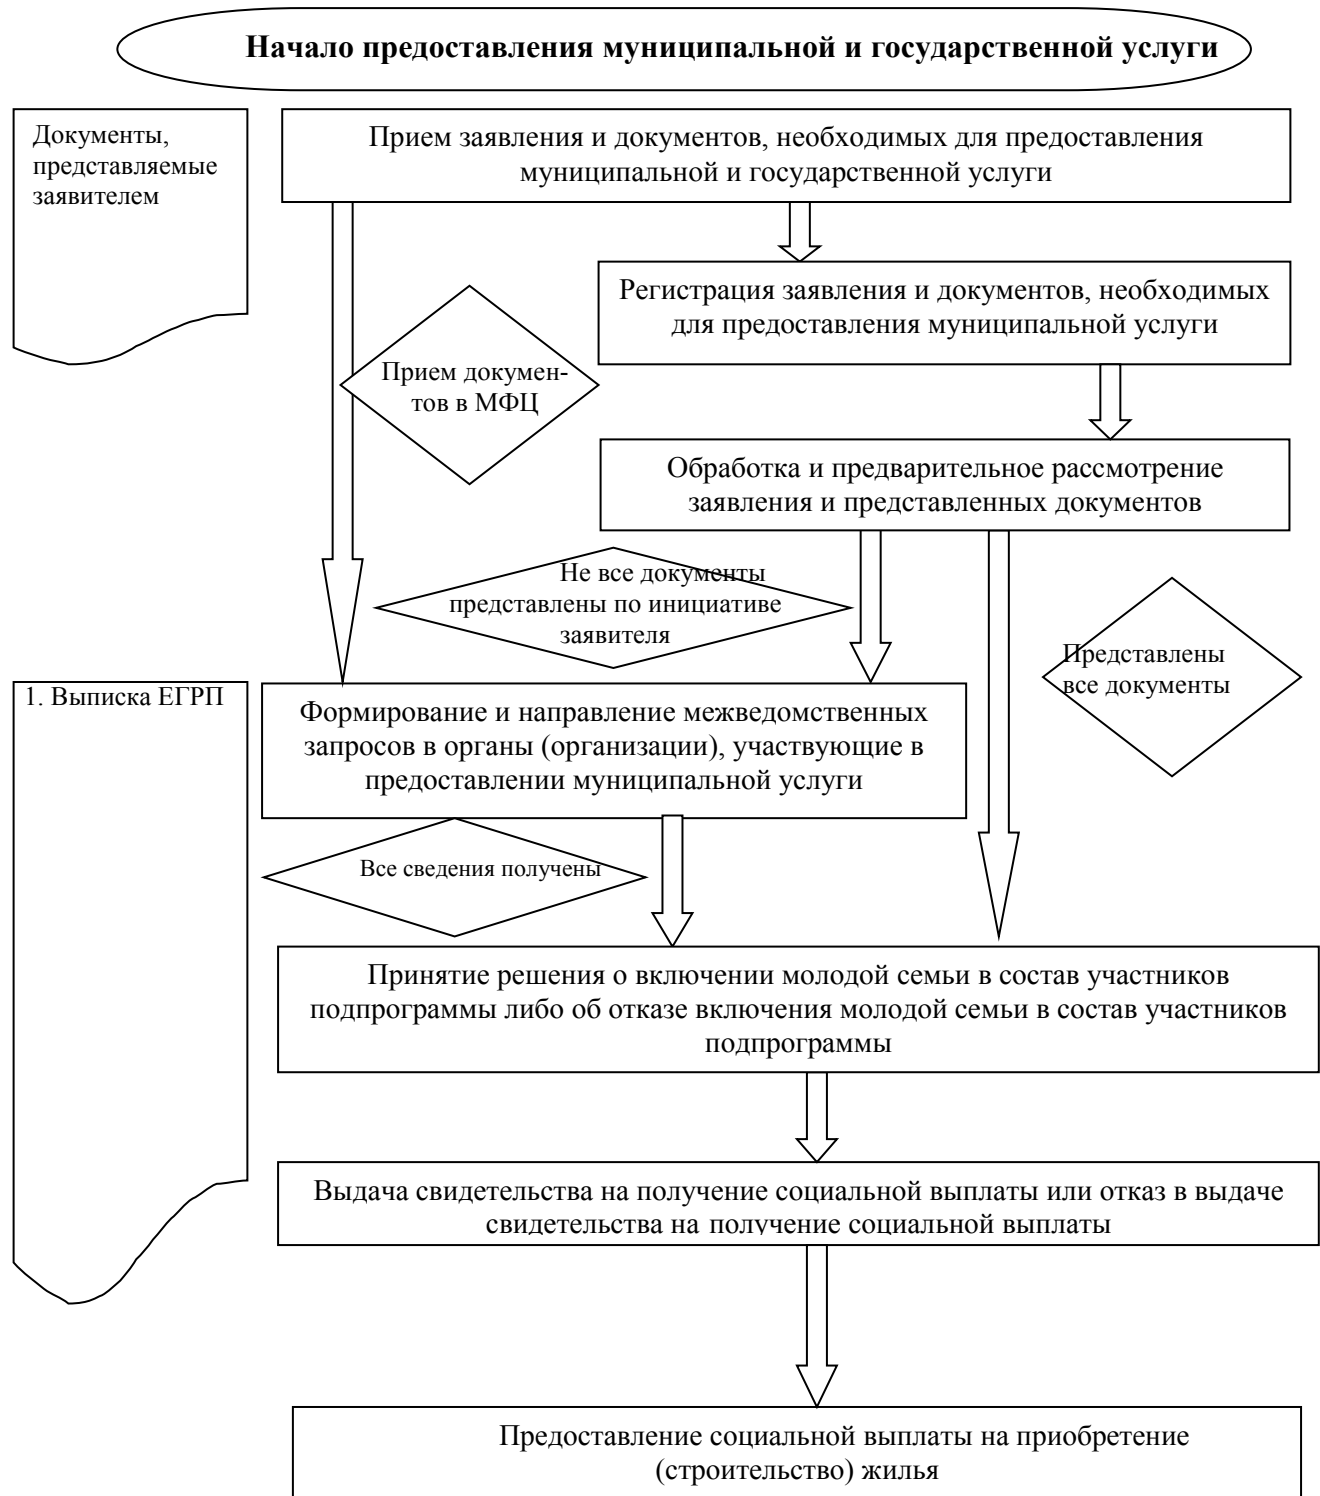 Начало предоставления муниципальной и государственной услуги
Документы,
представляемые
заявителем
Прием заявления и документов, необходимых для предоставления
муниципальной и государственной услуги
Регистрация заявления и документов, необходимых
для предоставления муниципальной услуги
Прием докумен-
тов в МФЦ
Обработка и предварительное рассмотрение
заявления и представленных документов
Не все документы
представлены по инициативе
заявителя
Представлены
все документы
1. Выписка ЕГРП
Формирование и направление межведомственных
запросов в органы (организации), участвующие в
предоставлении муниципальной услуги
Все сведения получены
Принятие решения о включении молодой семьи в состав участников
подпрограммы либо об отказе включения молодой семьи в состав участников
подпрограммы
Выдача свидетельства на получение социальной выплаты или отказ в выдаче
свидетельства на получение социальной выплаты
Предоставление социальной выплаты на приобретение
(строительство) жилья